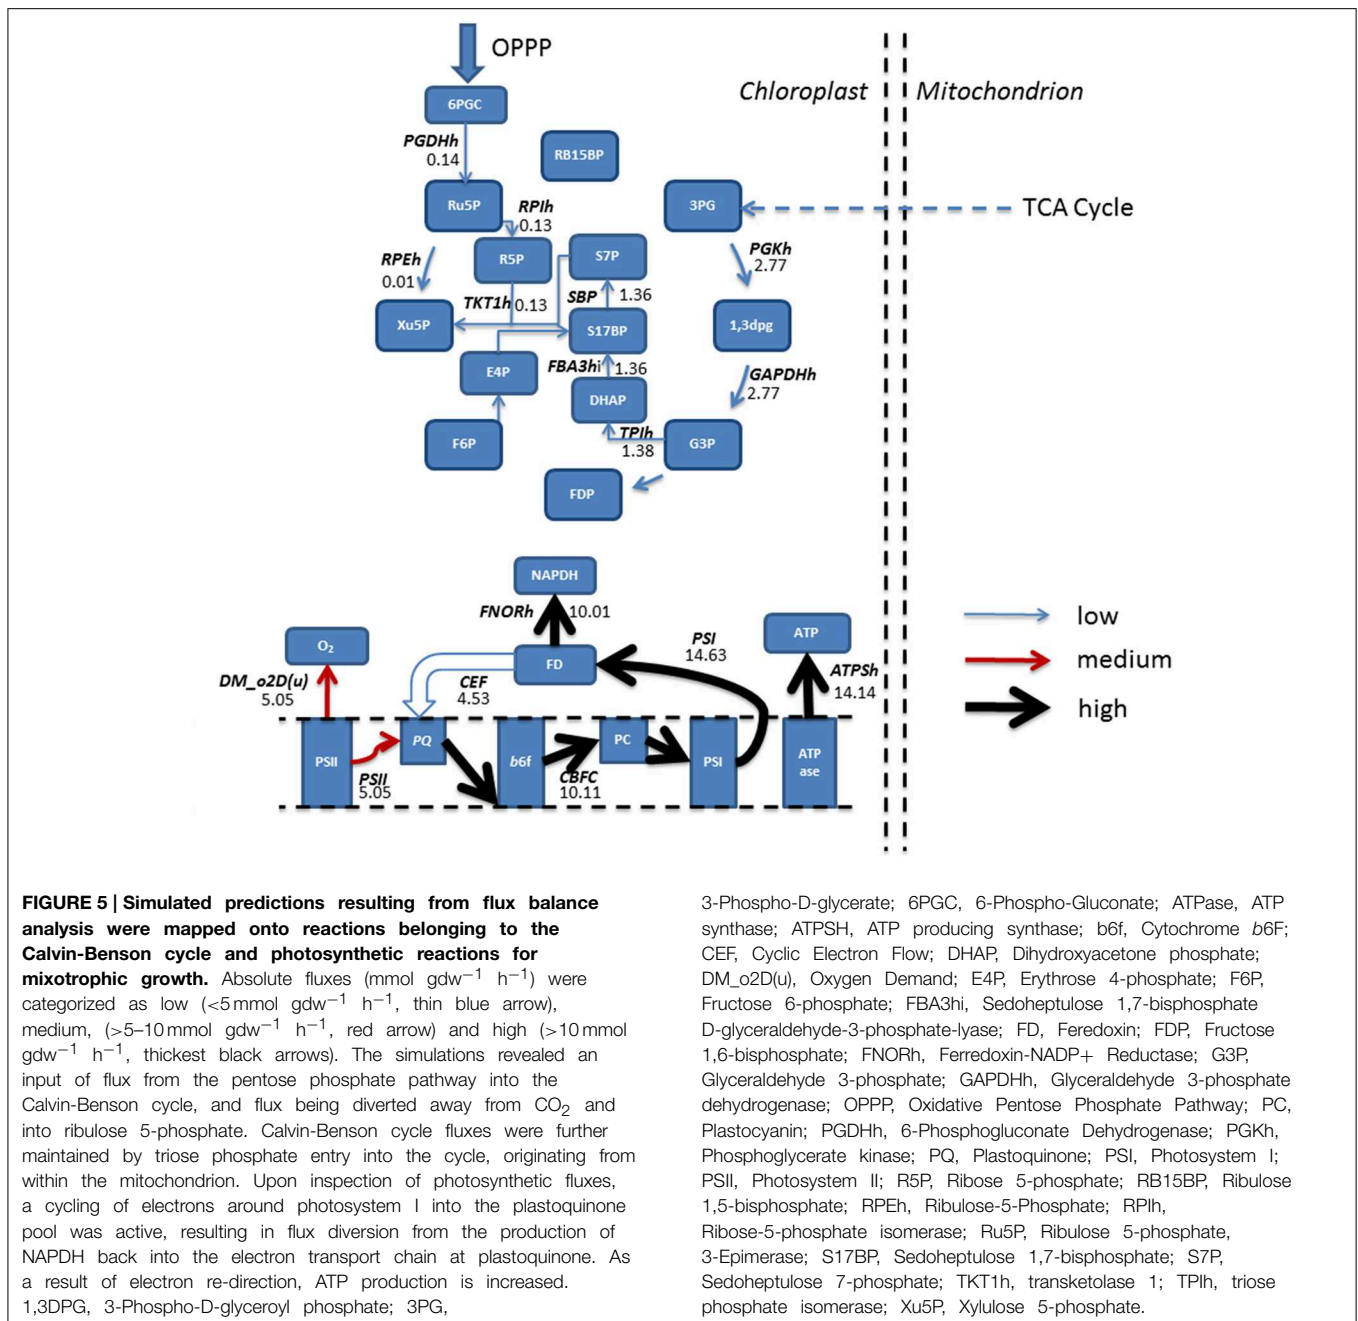 OPPP
Chloroplast
Mitochondrion
6PGC
PGDHh
0.14
RB15BP
Ru5P
RPIh
0.13
3PG
TCA Cycle
RPEh
0.01
R5P
S7P
PGKh
2.77
TKT1h 0.13
SBP
1.36
Xu5P
S17BP
1,3dpg
E4P
FBA3hi
1.36
GAPDHh
2.77
DHAP
F6P
TPIh
1.38
G3P
FDP
NAPDH
FNORh
10.01
low
O2
FD
PSI
14.63
ATP
medium
DM_o2D(u)
5.05
CEF
4.53
ATPSh
14.14
high
PSII
PQ
b6f
PC
PSI
ATP
ase
PSII
5.05
CBFC
10.11
FIGURE 5 | Simulated predictions resulting from flux balance
analysis were mapped onto reactions belonging to the
Calvin-Benson cycle and photosynthetic reactions for
mixotrophic growth. Absolute fluxes (mmol gdw−1 h−1) were
categorized as low (<5 mmol gdw−1 h−1, thin blue arrow),
medium, (>5–10 mmol gdw−1 h−1, red arrow) and high (>10 mmol
gdw−1 h−1, thickest black arrows). The simulations revealed an
input of flux from the pentose phosphate pathway into the
Calvin-Benson cycle, and flux being diverted away from CO2 and
into ribulose 5-phosphate. Calvin-Benson cycle fluxes were further
maintained by triose phosphate entry into the cycle, originating from
within the mitochondrion. Upon inspection of photosynthetic fluxes,
a cycling of electrons around photosystem I into the plastoquinone
pool was active, resulting in flux diversion from the production of
NAPDH back into the electron transport chain at plastoquinone. As
a result of electron re-direction, ATP production is increased.
1,3DPG, 3-Phospho-D-glyceroyl phosphate; 3PG,
3-Phospho-D-glycerate; 6PGC, 6-Phospho-Gluconate; ATPase, ATP
synthase; ATPSH, ATP producing synthase; b6f, Cytochrome b6F;
CEF, Cyclic Electron Flow; DHAP, Dihydroxyacetone phosphate;
DM_o2D(u), Oxygen Demand; E4P, Erythrose 4-phosphate; F6P,
Fructose 6-phosphate; FBA3hi, Sedoheptulose 1,7-bisphosphate
D-glyceraldehyde-3-phosphate-lyase; FD, Feredoxin; FDP, Fructose
1,6-bisphosphate; FNORh, Ferredoxin-NADP+ Reductase; G3P,
Glyceraldehyde 3-phosphate; GAPDHh, Glyceraldehyde 3-phosphate
dehydrogenase; OPPP, Oxidative Pentose Phosphate Pathway; PC,
Plastocyanin; PGDHh, 6-Phosphogluconate Dehydrogenase; PGKh,
Phosphoglycerate kinase; PQ, Plastoquinone; PSI, Photosystem I;
PSII, Photosystem II; R5P, Ribose 5-phosphate; RB15BP, Ribulose
1,5-bisphosphate; RPEh, Ribulose-5-Phosphate; RPIh,
Ribose-5-phosphate isomerase; Ru5P, Ribulose 5-phosphate,
3-Epimerase; S17BP, Sedoheptulose 1,7-bisphosphate; S7P,
Sedoheptulose 7-phosphate; TKT1h, transketolase 1; TPIh, triose
phosphate isomerase; Xu5P, Xylulose 5-phosphate.